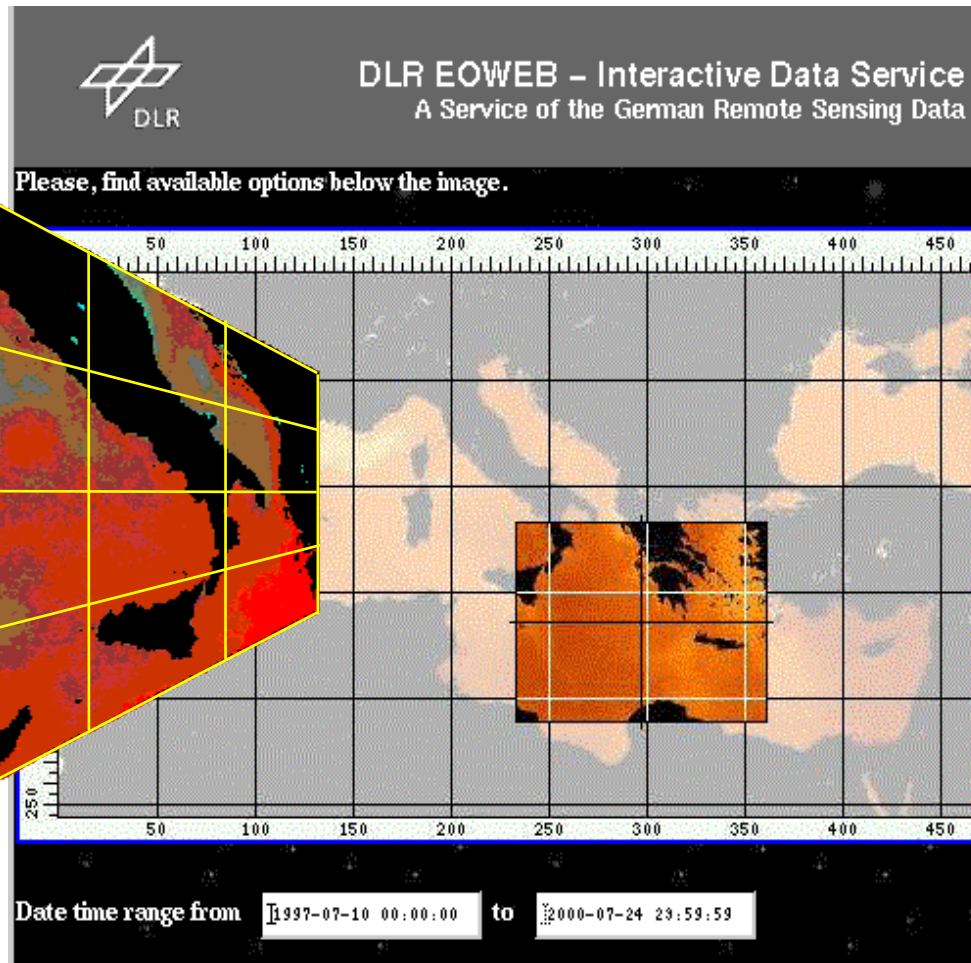 DLR
DLR EOWEB – Interactive Data Service
A Service of the German Remote Sensing Data
Please, find available options below the image.
50 100 150 200 250 300 350 400 450
250
50 100 150 200 250 300 350 400 450
Date time range from 1997-07-10 00:00:00 to 2000-07-24 23:59:59